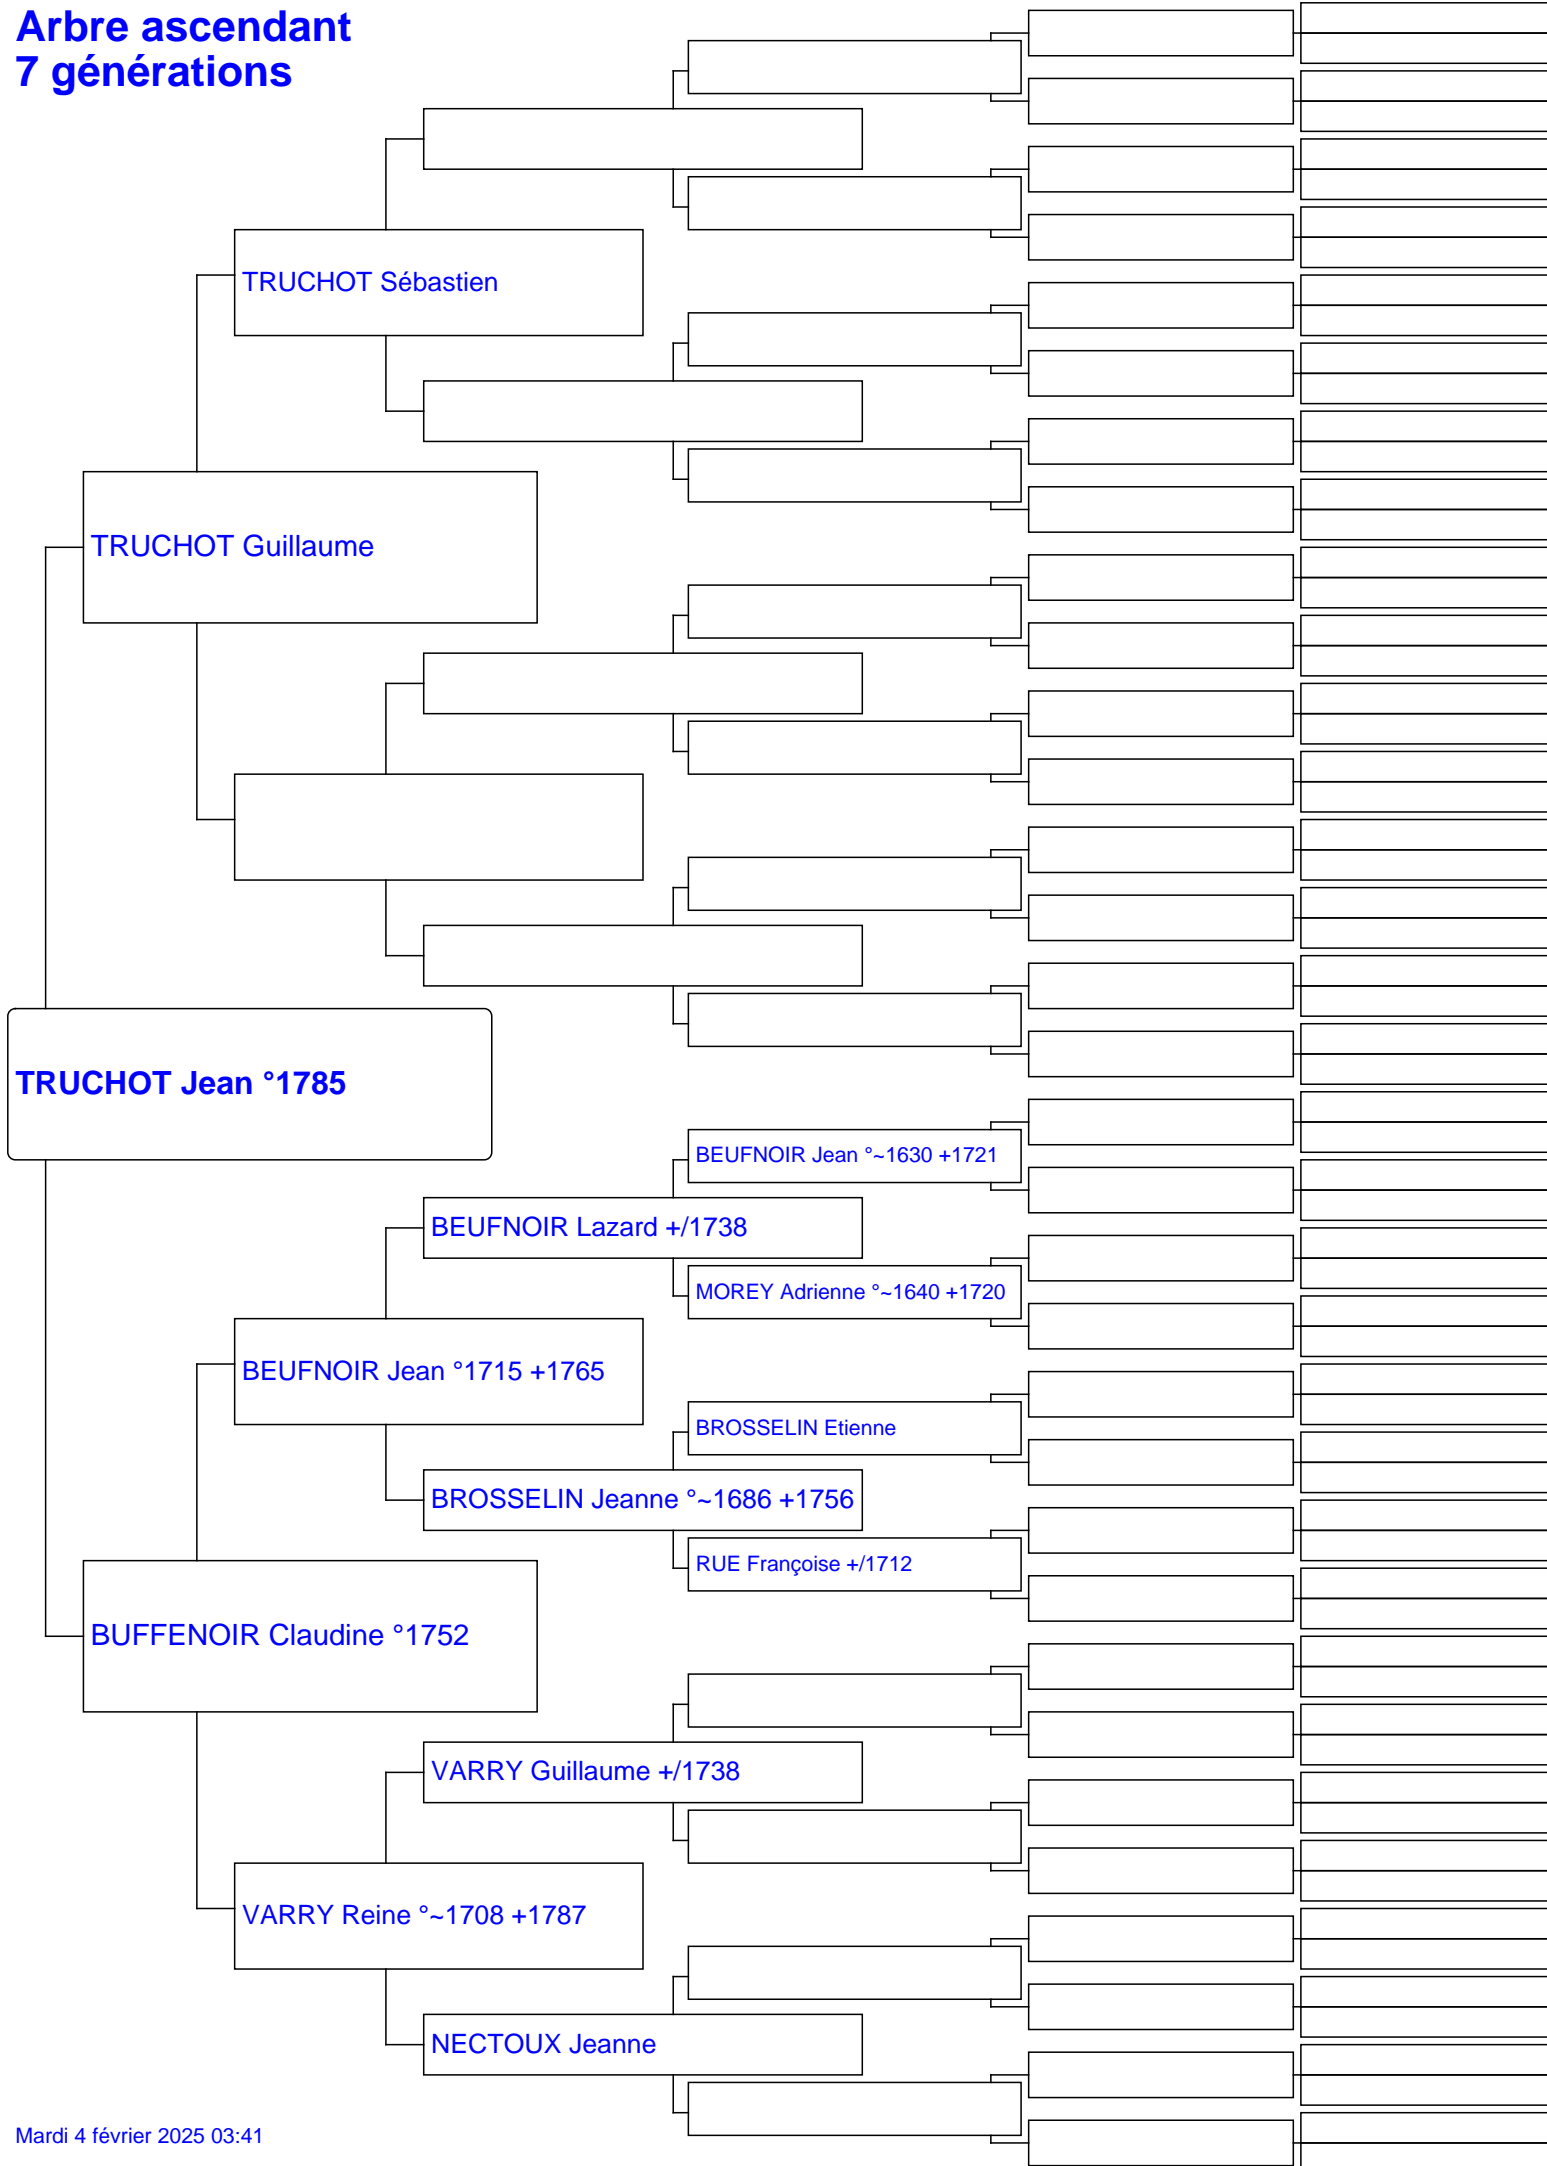 Arbre ascendant
7 générations
TRUCHOT Sébastien
TRUCHOT Guillaume
TRUCHOT Jean °1785
BEUFNOIR Jean °~1630 +1721
BEUFNOIR Lazard +/1738
MOREY Adrienne °~1640 +1720
BEUFNOIR Jean °1715 +1765
BROSSELIN Etienne
BROSSELIN Jeanne °~1686 +1756
RUE Françoise +/1712
BUFFENOIR Claudine °1752
VARRY Guillaume +/1738
VARRY Reine °~1708 +1787
NECTOUX Jeanne
Mardi 4 février 2025 03:41